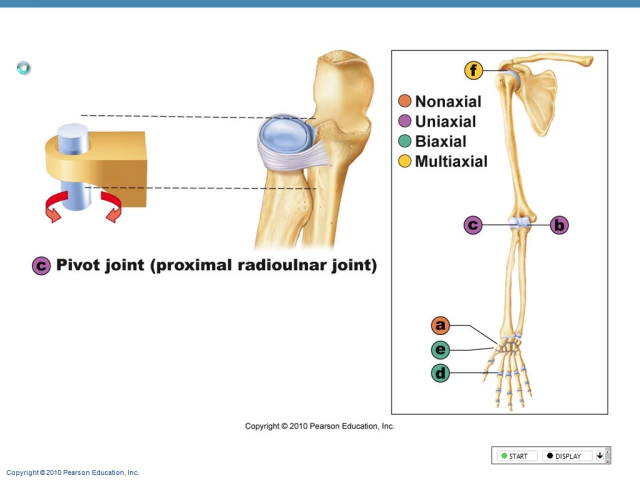 f
Nonaxial
Uniaxial
Biaxial
Multiaxial
c
b
c Pivot joint (proximal radioulnar joint)
a
e
d
Copyright © 2010 Pearson Education, Inc.
START
DISPLAY
Copyright © 2010 Pearson Education, Inc.